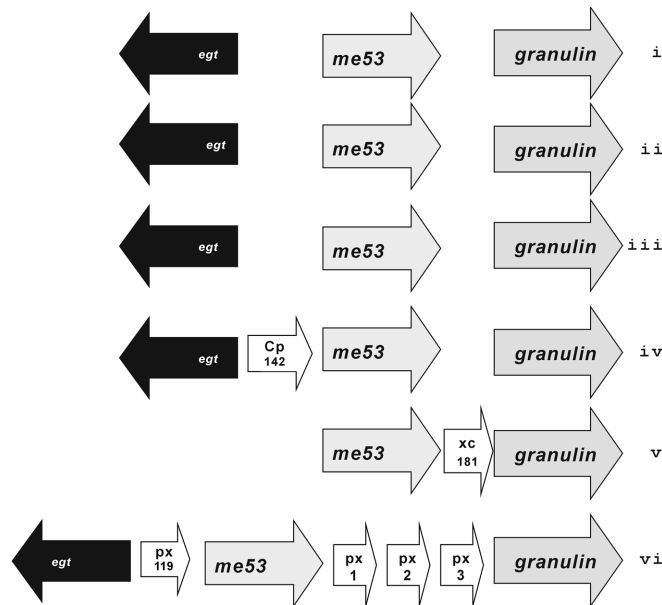 egt me53 granulin i
egt me53 granulin ii
egt me53 granulin iii
egt Cp 142 me53 granulin iv
me53 xc 181 granulin v
egt px 119 me53 px 1 px 2 px 3 granulin vi